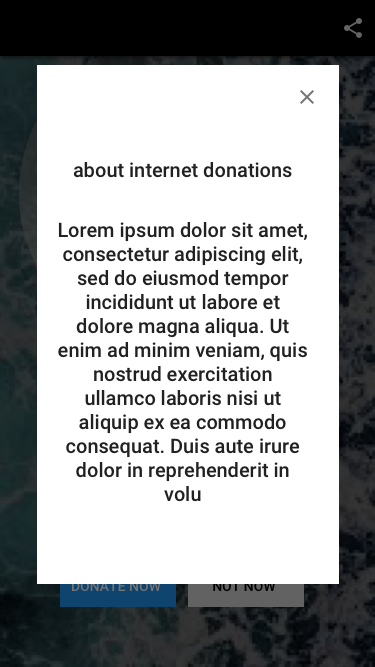 about internet donations
Lorem ipsum dolor sit amet,
consectetur adipiscing elit,
sed do eiusmod tempor
incididunt ut labore et
dolore magna aliqua. Ut
enim ad minim veniam, quis
nostrud exercitation
ullamco laboris nisi ut
aliquip ex ea commodo
consequat. Duis aute irure
dolor in reprehenderit in
volu
DONATE NOW
NOT NOW